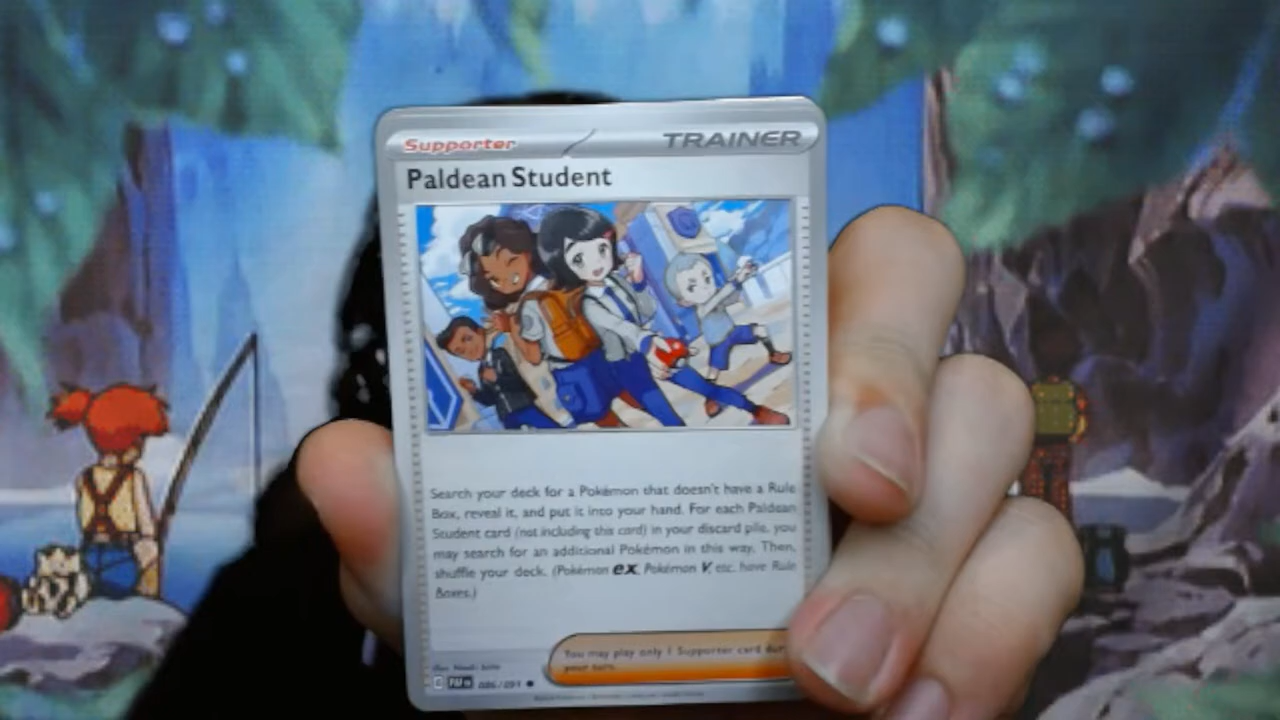 Supporter TRAINER
Paldean Student
Search your deck for a Pokémon that doesn't have a Rule
Box, reveal it, and put it into your hand. For each Paldean
Student card (not including this card) in your discard pile, you
may search for an additional Pokémon in this way. Then,
shuffle your deck. (Pokémon ex, Pokémon V, etc. have Rule
Boxes.)
You may play only 1 Supporter card dur
your turn.
PAF EN 086/091